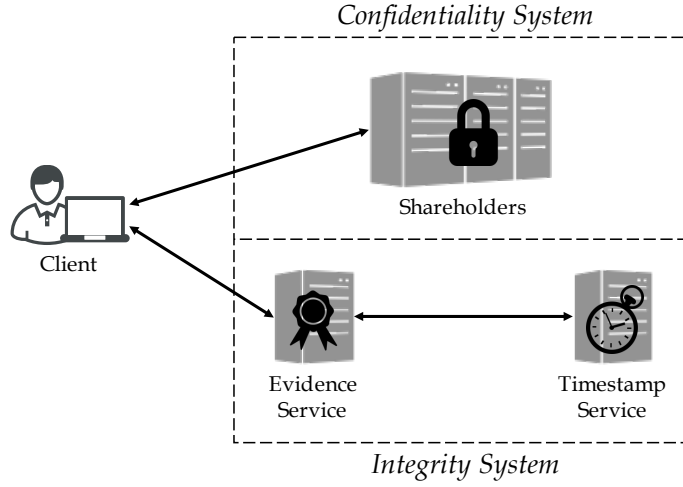 Confidentiality System
Shareholders
Client
Evidence
Service
Timestamp
Service
Integrity System